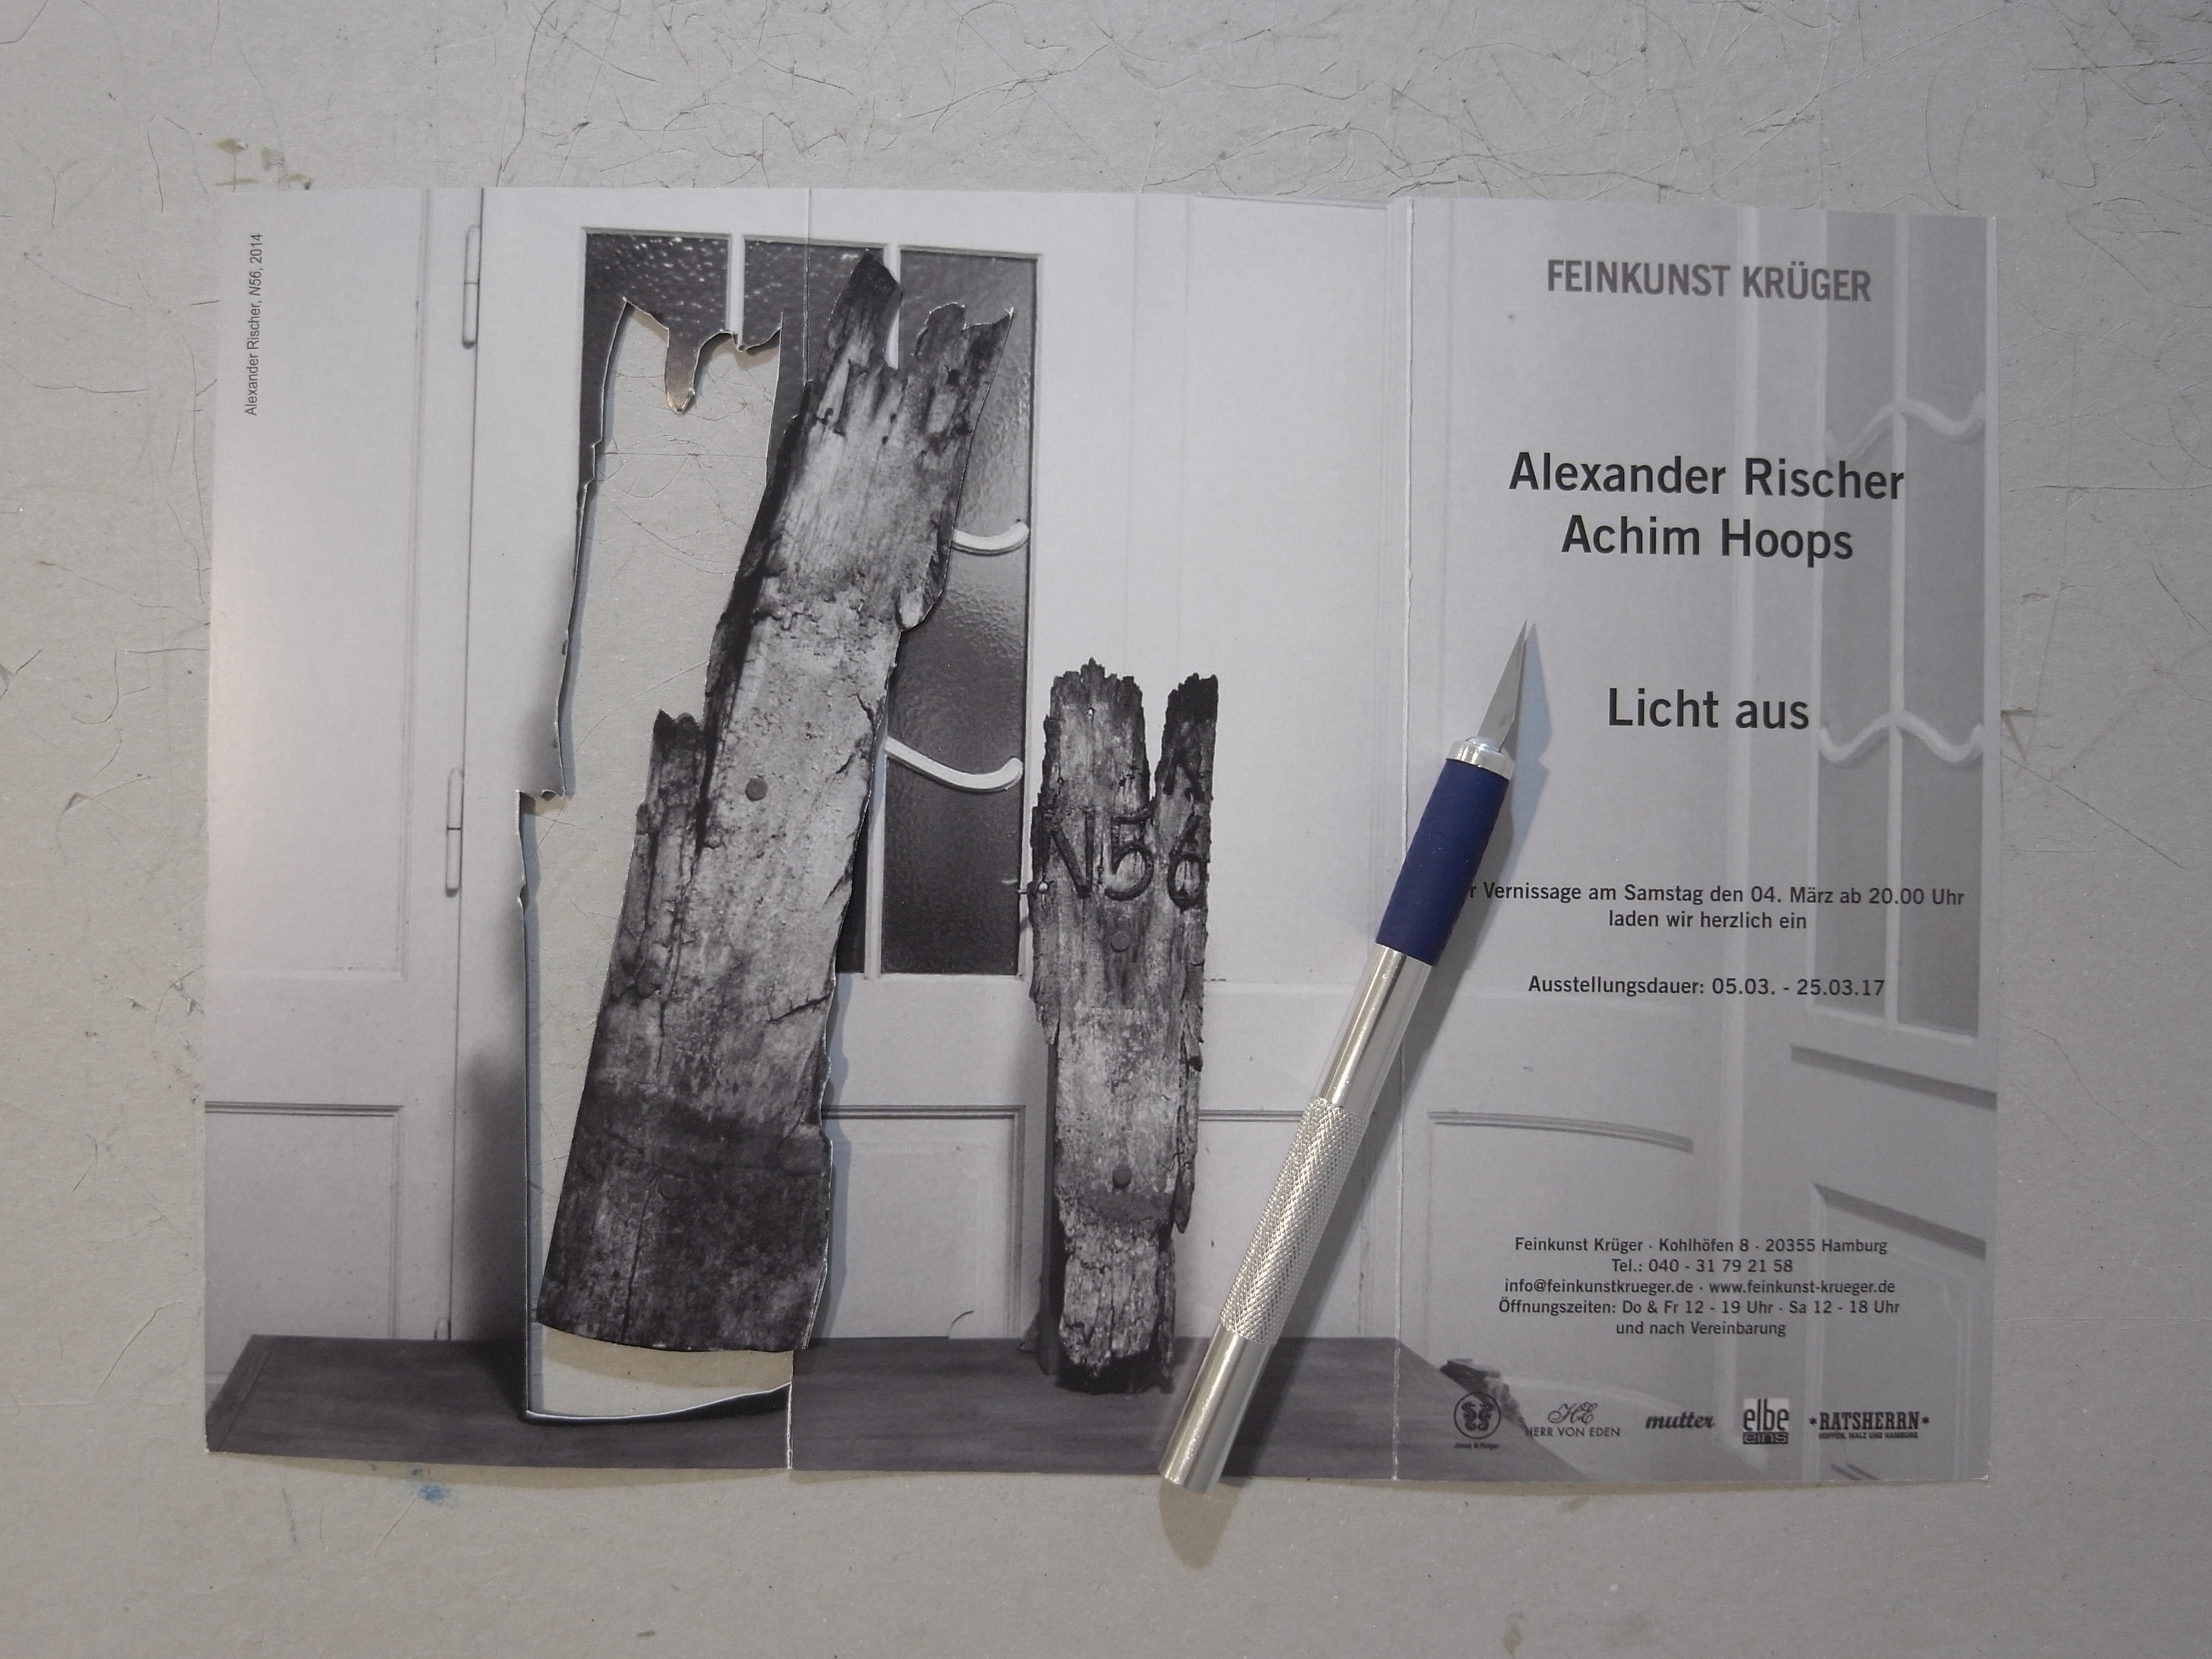 Alexander Rischer, N56, 2014
N56
FEINKUNST KRÜGER
Alexander Rischer
Achim Hoops
Licht aus
r Vernissage am Samstag den 04. März ab 20.00 Uhr
laden wir herzlich ein
Ausstellungsdauer: 05.03. - 25.03.17
Feinkunst Krüger · Kohlhöfen 8 · 20355 Hamburg
Tel.: 040 - 31 79 21 58
info@feinkunstkrueger.de · www.feinkunst-krueger.de
Öffnungszeiten: Do & Fr 12 - 19 Uhr · Sa 12 - 18 Uhr
und nach Vereinbarung
HE
HERR VON EDEN
mutter
elbe
eins
*RATSHERRN*
HOPFEN, MALZ UND HAMBURG